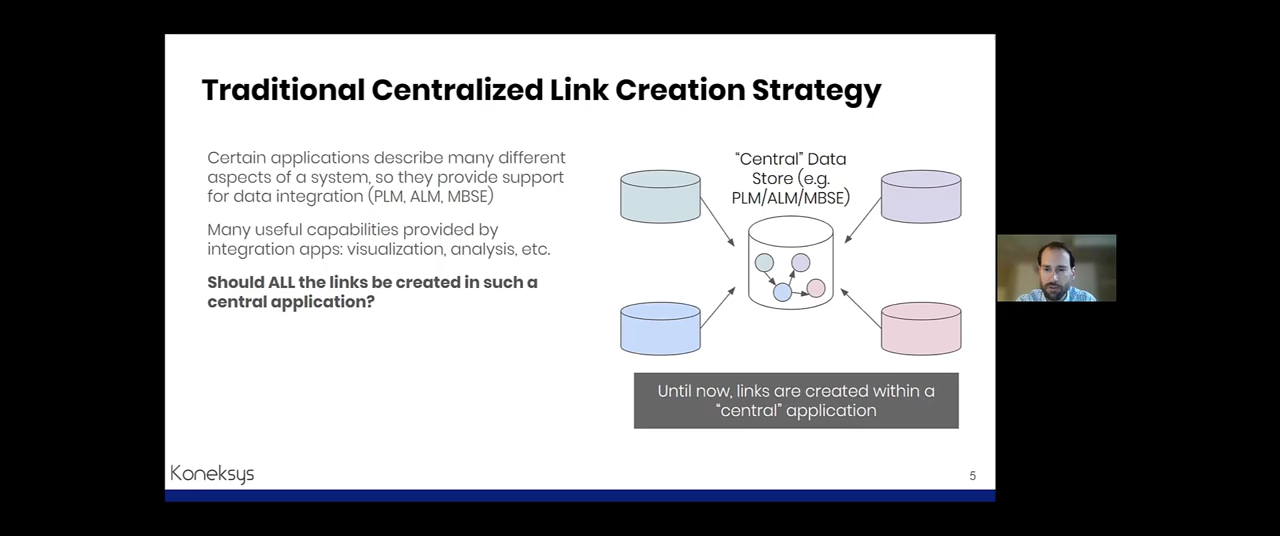 Traditional Centralized Link Creation Strategy
Certain applications describe many different
aspects of a system, so they provide support
for data integration (PLM, ALM, MBSE)
Many useful capabilities provided by
integration apps: visualization, analysis, etc.
Should ALL the links be created in such a
central application?
“Central” Data
Store (e.g.
PLM/ALM/MBSE)
Until now, links are created within a
“central” application
Koneksys
5